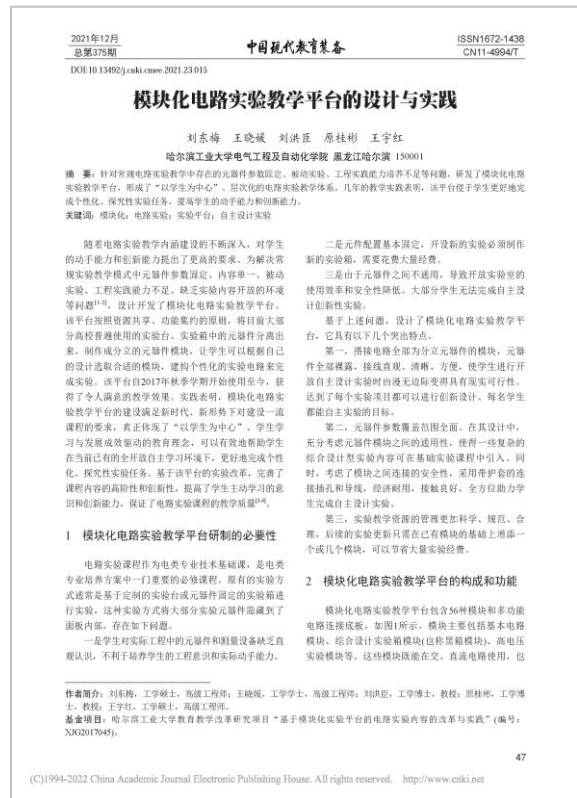 2021年12月
总第375期
中国现代教育装备
ISSN1672-1438
CN11-4994/T
DOI:10.13492/j.cnki.cmee.2021.23.015
模块化电路实验教学平台的设计与实践
刘东梅 王晓媛 刘洪臣 原桂彬 王宇红
哈尔滨工业大学电气工程及自动化学院 黑龙江哈尔滨 150001
摘 要：针对常规电路实验教学中存在的元器件参数固定、被动实验、工程实践能力培养不足等问题，研发了模块化电路
实验教学平台，形成了“以学生为中心”、层次化的电路实验教学体系。几年的教学实践表明，该平台便于学生更好地完
成个性化、探究性实验任务，提高学生的动手能力和创新能力。
关键词：模块化；电路实验；实验平台；自主设计实验
随着电路实验教学内涵建设的不断深入，对学生
的动手能力和创新能力提出了更高的要求。为解决常
规实验教学模式中元器件参数固定、内容单一、被动
实验、工程实践能力不足、缺乏实验内容开放的环境
等问题[1-2]，设计开发了模块化电路实验教学平台。
该平台按照资源共享、功能集约的原则，将目前大部
分高校普遍使用的实验台、实验箱中的元器件分离出
来，制作成分立的元器件模块，让学生可以根据自己
的设计选取合适的模块，建构个性化的实验电路来完
成实验。该平台自2017年秋季学期开始使用至今，获
得了令人满意的教学效果。实践表明，模块化电路实
验教学平台的建设满足新时代、新形势下对建设一流
课程的要求，真正体现了“以学生为中心”、学生学
习与发展成效驱动的教育理念，可以有效地帮助学生
在当前已有的全开放自主学习环境下，更好地完成个
性化、探究性实验任务。基于该平台的实验改革，完善了
课程内容的高阶性和创新性，提高了学生主动学习的意
识和创新能力，保证了电路实验课程的教学质量[3-4]。
1 模块化电路实验教学平台研制的必要性
电路实验课程作为电类专业技术基础课，是电类
专业培养方案中一门重要的必修课程。原有的实验方
式通常是基于定制的实验台或元器件固定的实验箱进
行实验，这种实验方式将大部分实验元器件隐藏到了
面板内部，存在如下问题。
一是学生对实际工程中的元器件和测量设备缺乏直
观认识，不利于培养学生的工程意识和实际动手能力。
二是元件配置基本固定，开设新的实验必须制作
新的实验箱，需要花费大量经费。
三是由于元器件之间不通用，导致开放实验室的
使用效率和安全性降低。大部分学生无法完成自主设
计创新性实验。
基于上述问题，设计了模块化电路实验教学平
台，它具有以下几个突出特点。
第一，搭接电路全部为分立元器件的模块，元器
件全部裸露，接线直观、清晰、方便，使学生进行开
放自主设计实验时由漫无边际变得具有现实可行性。
达到了每个实验项目都可以进行创新设计、每名学生
都能自主实验的目标。
第二，元器件参数覆盖范围全面，在其设计中，
充分考虑元器件模块之间的通用性，使得一些复杂的
综合设计型实验内容可在基础实验课程中引入。同
时，考虑了模块之间连接的安全性，采用带护套的连
接插孔和导线，经济耐用，接触良好，全方位助力学
生完成自主设计实验。
第三，实验教学资源的管理更加科学、规范、合
理，后续的实验更新只需在已有模块的基础上增添一
个或几个模块，可以节省大量实验经费。
2 模块化电路实验教学平台的构成和功能
模块化电路实验教学平台包含56种模块和多功能
电路连接底板，如图1所示。模块主要包括基本电路
模块、综合设计实验箱模块(也称黑箱模块)、高电压
实验模块等。这些模块既能在交、直流电路使用，也
作者简介：刘东梅，工学硕士，高级工程师；王晓媛，工学学士，高级工程师；刘洪臣，工学博士，教授；原桂彬，工学博
士，教授；王宇红，工学硕士，高级工程师。
基金项目：哈尔滨工业大学教育教学改革研究项目“基于模块化实验平台的电路实验内容的改革与实践”(编号：
XJG2017045)。
47
(C)1994-2022 China Academic Journal Electronic Publishing House. All rights reserved. http://www.cnki.net